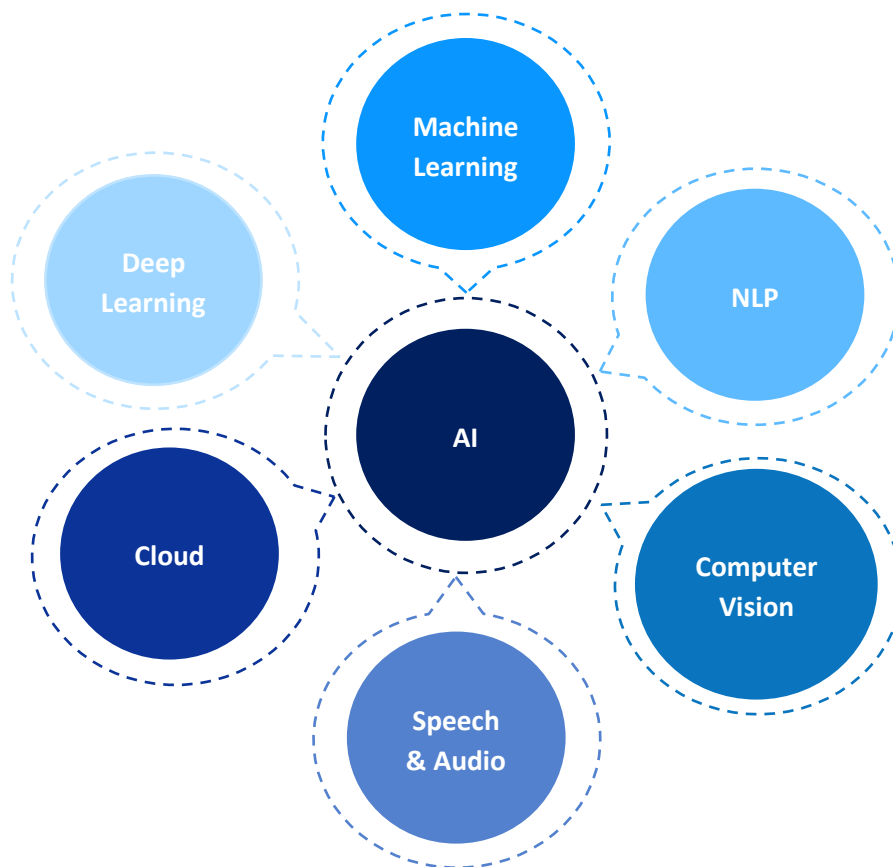 Machine
Learning
Deep
Learning
NLP
AI
Cloud
Computer
Vision
Speech
& Audio